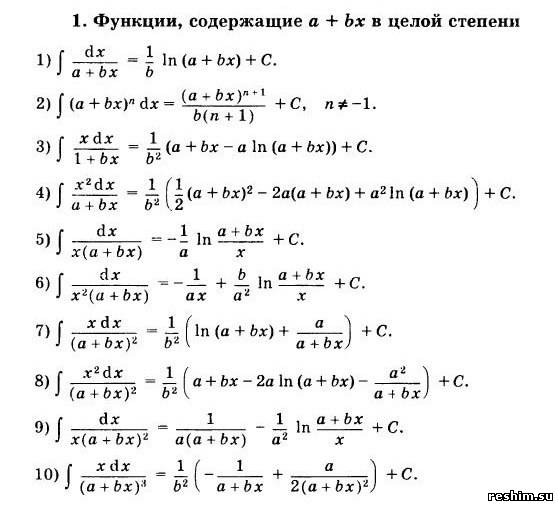 1. Функции, содержащие a + bx в целой степени
1) ∫ dx/(a + bx) = 1/b ln (a + bx) + C.
2) ∫ (a + bx)ⁿ dx = (a + bx)ⁿ⁺¹/(b(n + 1)) + C, n ≠ −1.
3) ∫ x dx/(1 + bx) = 1/b² (a + bx − a ln (a + bx)) + C.
4) ∫ x² dx/(a + bx) = 1/b² (1/2 (a + bx)² − 2a(a + bx) + a² ln (a + bx)) + C.
5) ∫ dx/(x(a + bx)) = −1/a ln (a + bx)/x + C.
6) ∫ dx/(x²(a + bx)) = −1/(ax) + b/a² ln (a + bx)/x + C.
7) ∫ x dx/(a + bx)² = 1/b² (ln (a + bx) + a/(a + bx)) + C.
8) ∫ x² dx/(a + bx)² = 1/b² (a + bx − 2a ln (a + bx) − a²/(a + bx)) + C.
9) ∫ dx/(x(a + bx)²) = 1/(a(a + bx)) − 1/a² ln (a + bx)/x + C.
10) ∫ x dx/(a + bx)³ = 1/b² (−1/(a + bx) + a/(2(a + bx)²)) + C.
reshim.su